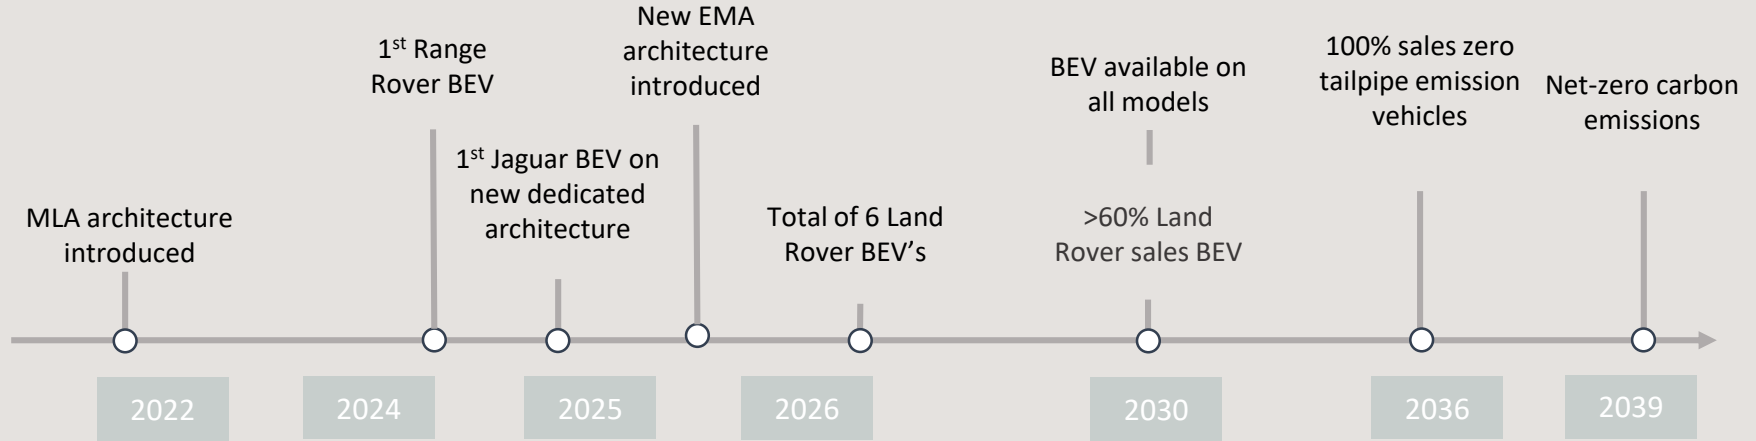 MLA architecture
introduced
1st Range
Rover BEV
1st Jaguar BEV on
new dedicated
architecture
New EMA
architecture
introduced
Total of 6 Land
Rover BEV’s
BEV available on
all models
>60% Land
Rover sales BEV
100% sales zero
tailpipe emission
vehicles
Net-zero carbon
emissions
2022
2024
2025
2026
2030
2036
2039